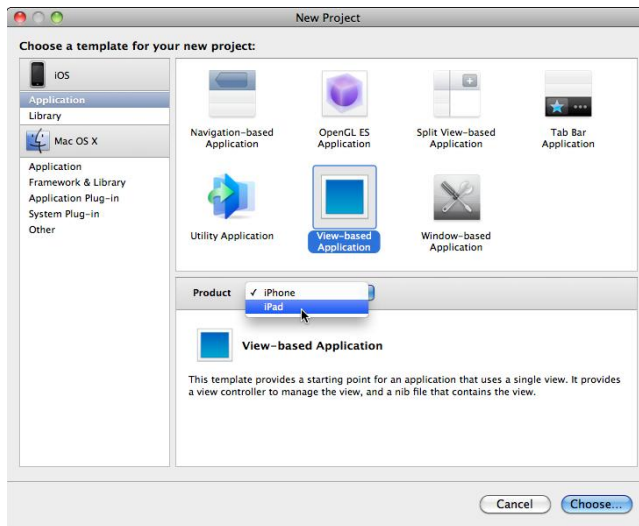 New Project
Choose a template for your new project:
iOS
Application
Library
Mac OS X
Application
Framework & Library
Application Plug-in
System Plug-in
Other
Navigation-based
Application
OpenGL ES
Application
Split View-based
Application
Tab Bar
Application
Utility Application
View-based
Application
Window-based
Application
Product
✓ iPhone
iPad
View-based Application
This template provides a starting point for an application that uses a single view. It provides
a view controller to manage the view, and a nib file that contains the view.
Cancel
Choose...